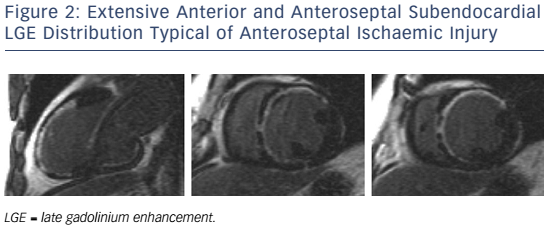 Figure 2: Extensive Anterior and Anteroseptal Subendocardial
LGE Distribution Typical of Anteroseptal Ischaemic Injury
LGE = late gadolinium enhancement.